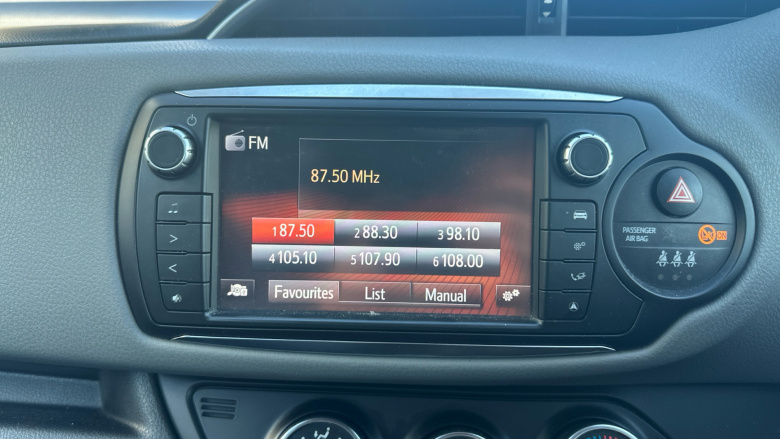 FM
87.50 MHz
1 87.50 2 88.30 3 98.10
4 105.10 5 107.90 6 108.00
Favourites List Manual
PASSENGER
AIR BAG